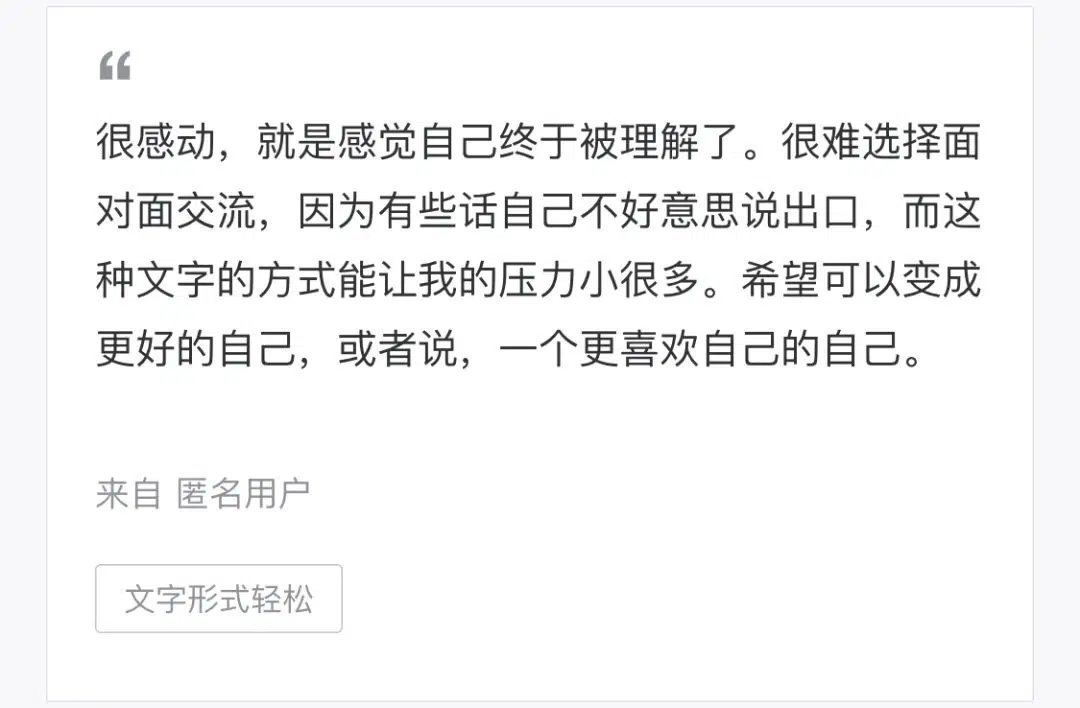 “
很感动，就是感觉自己终于被理解了。很难选择面
对面交流，因为有些话自己不好意思说出口，而这
种文字的方式能让我的压力小很多。希望可以变成
更好的自己，或者说，一个更喜欢自己的自己。
来自 匿名用户
文字形式轻松